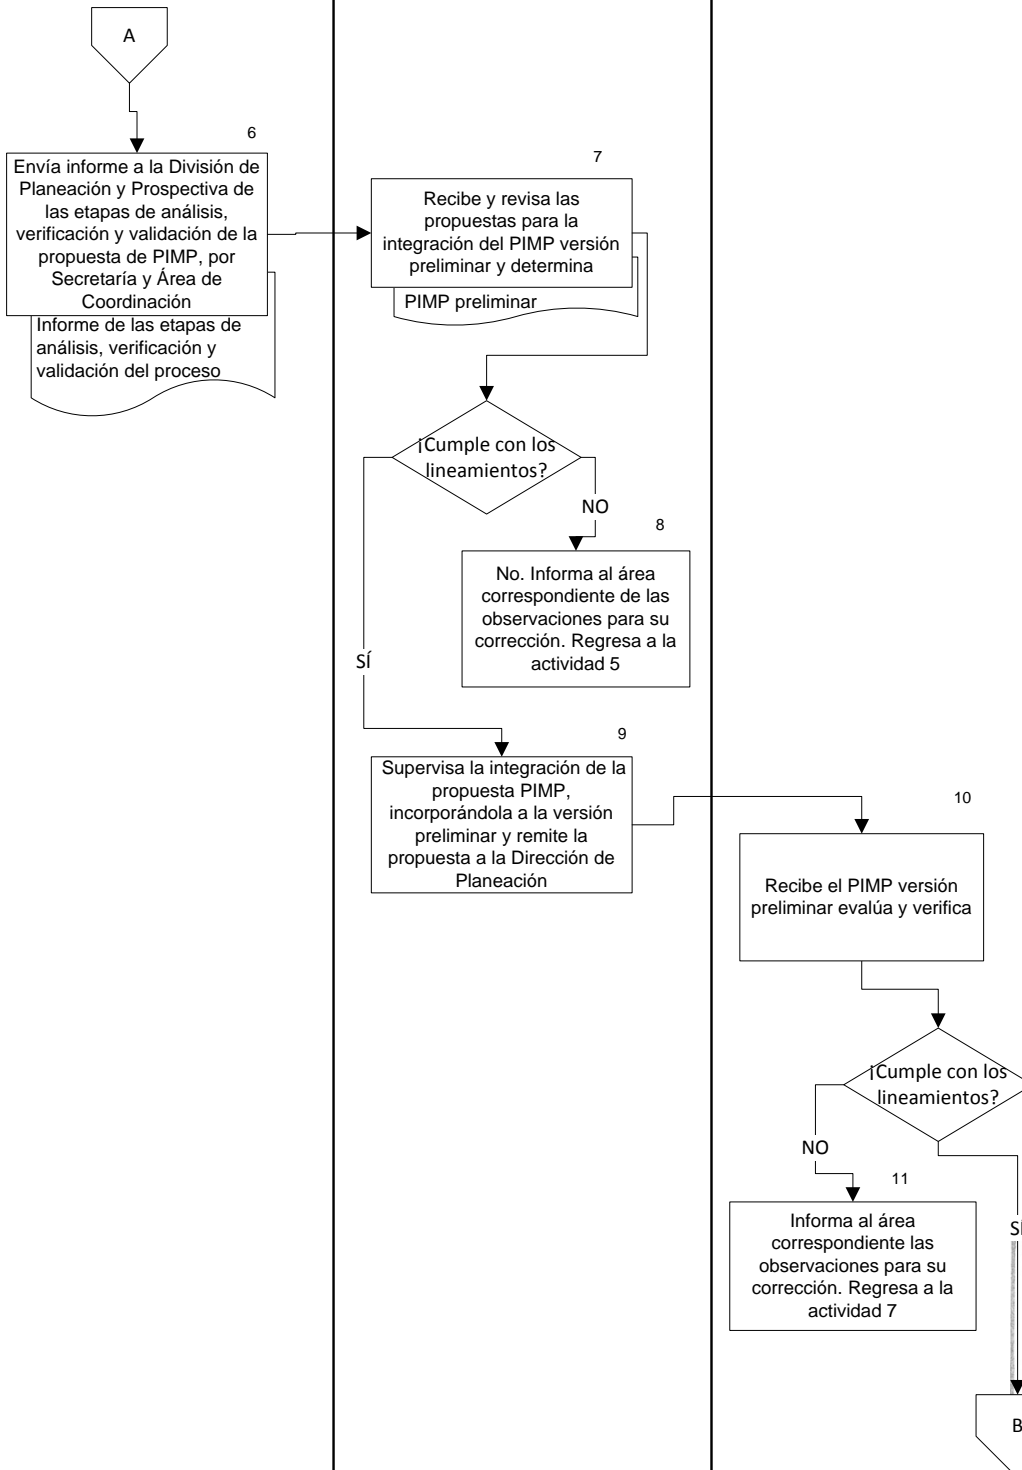 A
6
Envía informe a la División de
Planeación y Prospectiva de
las etapas de análisis,
verificación y validación de la
propuesta de PIMP, por
Secretaría y Área de
Coordinación
Informe de las etapas de
análisis, verificación y
validación del proceso
7
Recibe y revisa las
propuestas para la
integración del PIMP versión
preliminar y determina
PIMP preliminar
¡Cumple con los
lineamientos?
NO
8
No. Informa al área
correspondiente de las
observaciones para su
corrección. Regresa a la
actividad 5
SÍ
9
Supervisa la integración de la
propuesta PIMP,
incorporándola a la versión
preliminar y remite la
propuesta a la Dirección de
Planeación
10
Recibe el PIMP versión
preliminar evalúa y verifica
¡Cumple con los
lineamientos?
NO
11
Informa al área
correspondiente las
observaciones para su
corrección. Regresa a la
actividad 7
SÍ
B